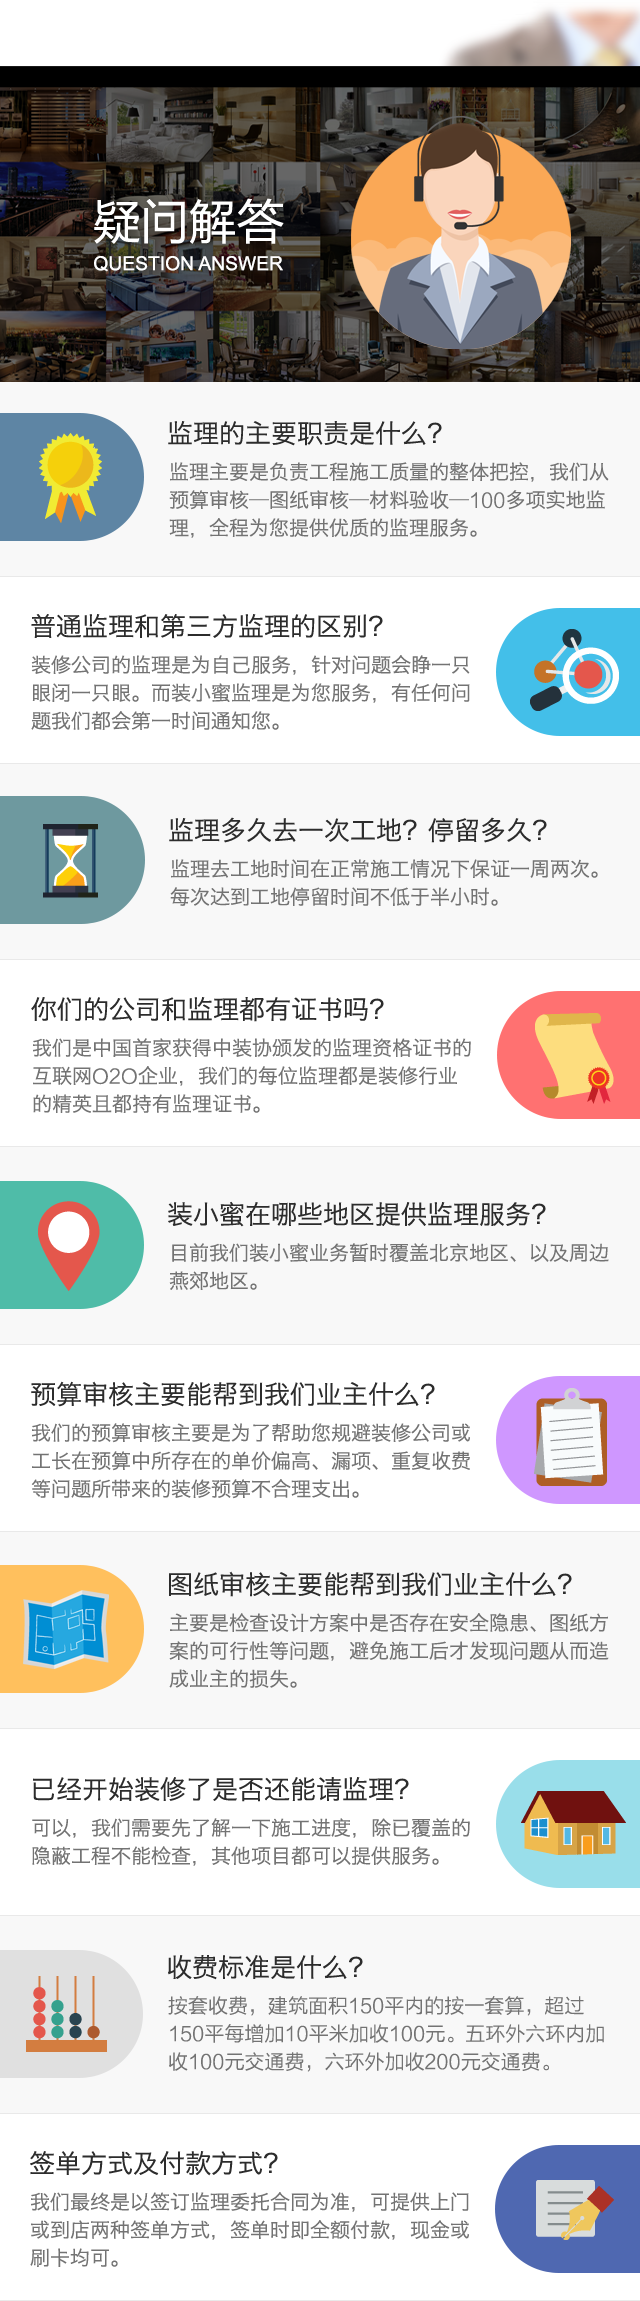 疑问解答
QUESTION ANSWER
监理的主要职责是什么?
监理主要是负责工程施工质量的整体把控，我们从
预算审核—图纸审核—材料验收—100多项实地监
理，全程为您提供优质的监理服务。
普通监理和第三方监理的区别?
装修公司的监理是为自己服务，针对问题会睁一只
眼闭一只眼。而装小蜜监理是为您服务，有任何问
题我们都会第一时间通知您。
监理多久去一次工地? 停留多久?
监理去工地时间在正常施工情况下保证一周两次。
每次达到工地停留时间不低于半小时。
你们的公司和监理都有证书吗?
我们是中国首家获得中装协颁发的监理资格证书的
互联网O2O企业，我们的每位监理都是装修行业
的精英且都持有监理证书。
装小蜜在哪些地区提供监理服务?
目前我们装小蜜业务暂时覆盖北京地区、以及周边
燕郊地区。
预算审核主要能帮到我们业主什么?
我们的预算审核主要是为了帮助您规避装修公司或
工长在预算中所存在的单价偏高、漏项、重复收费
等问题所带来的装修预算不合理支出。
图纸审核主要能帮到我们业主什么?
主要是检查设计方案中是否存在安全隐患、图纸方
案的可行性等问题，避免施工后才发现问题从而造
成业主的损失。
已经开始装修了是否还能请监理?
可以，我们需要先了解一下施工进度，除已覆盖的
隐蔽工程不能检查，其他项目都可以提供服务。
收费标准是什么?
按套收费，建筑面积150平内的按一套算，超过
150平每增加10平米加收100元。五环外六环内加
收100元交通费，六环外加收200元交通费。
签单方式及付款方式?
我们最终是以签订监理委托合同为准，可提供上门
或到店两种签单方式，签单时即全额付款，现金或
刷卡均可。